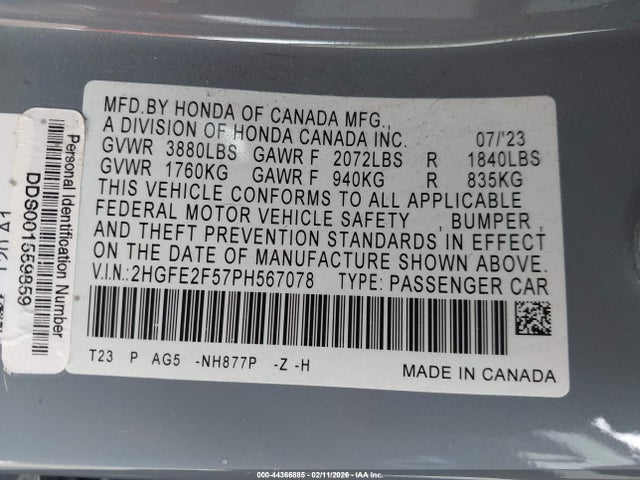 MFD.BY HONDA OF CANADA MFG.,
A DIVISION OF HONDA CANADA INC. 07/'23
GVWR 3880LBS GAWR F 2072LBS R 1840LBS
GVWR 1760KG GAWR F 940KG R 835KG
THIS VEHICLE CONFORMS TO ALL APPLICABLE
FEDERAL MOTOR VEHICLE SAFETY , BUMPER ,
AND THEFT PREVENTION STANDARDS IN EFFECT
ON THE DATE OF MANUFACTURE SHOWN ABOVE.
V.I.N.:2HGFE2F57PH567078 TYPE: PASSENGER CAR
T23 P AG5 -NH877P -Z -H
MADE IN CANADA
Personal Identification Number
DDS001559859
000-44366885 - 02/11/2026 - IAA Inc.